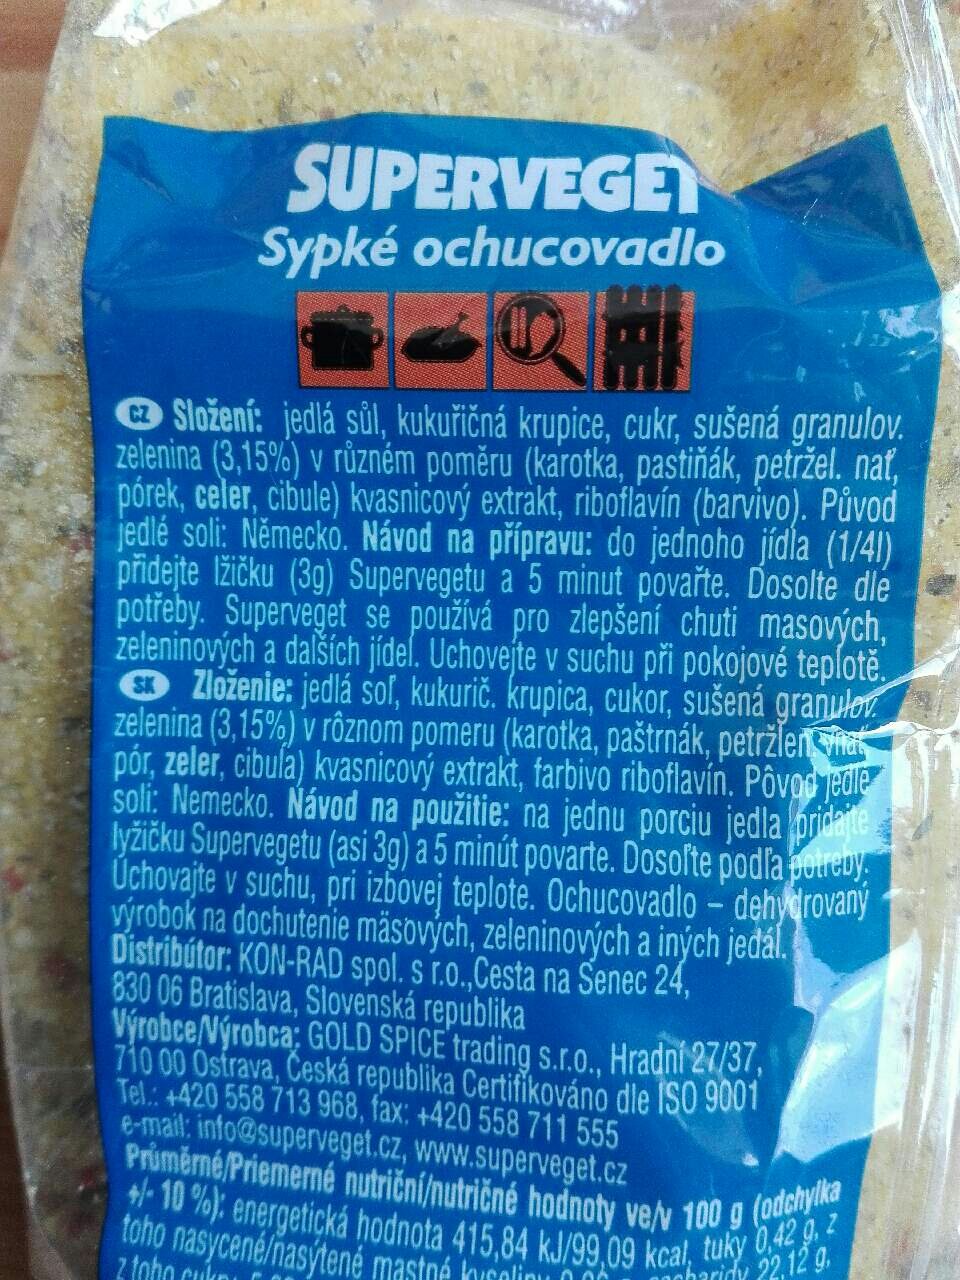 SUPERVEGET
Sypké ochucovadlo
CZ Složení: jedlá sůl, kukuřičná krupice, cukr, sušená granulov.
zelenina (3,15%) v různém poměru (karotka, pastiňák, petržel. nať,
pórek, celer, cibule) kvasnicový extrakt, riboflavín (barvivo). Původ
jedlé soli: Německo. Návod na přípravu: do jednoho jídla (1/4l)
přidejte lžičku (3g) Supervegetu a 5 minut povařte. Dosolte dle
potřeby. Superveget se používá pro zlepšení chuti masových,
zeleninových a dalších jídel. Uchovejte v suchu při pokojové teplotě.
SK Zloženie: jedlá soľ, kukurič. krupica, cukor, sušená granulov.
zelenina (3,15%) v rôznom pomeru (karotka, paštrnák, petržlen. vňať,
pór, zeler, cibuľa) kvasnicový extrakt, farbivo riboflavín. Pôvod jedlé
soli: Nemecko. Návod na použitie: na jednu porciu jedla pridajte
lyžičku Supervegetu (asi 3g) a 5 minút povarte. Dosoľte podľa potreby.
Uchovajte v suchu, pri izbovej teplote. Ochucovadlo – dehydrovaný
výrobok na dochutenie mäsových, zeleninových a iných jedál.
Distribútor: KON-RAD spol. s r.o.,Cesta na Senec 24,
830 06 Bratislava, Slovenská republika
Výrobce/Výrobca: GOLD SPICE trading s.r.o., Hradní 27/37,
710 00 Ostrava, Česká republika Certifikováno dle ISO 9001
Tel.: +420 558 713 968, fax: +420 558 711 555
e-mail: info@superveget.cz, www.superveget.cz
Průměrné/Priemerné nutriční/nutričné hodnoty ve/v 100 g (odchylka
+/- 10 %): energetická hodnota 415,84 kJ/99,09 kcal, tuky 0,42 g, z
toho nasycené/nasýtené mastné 22,12 g,
z toho